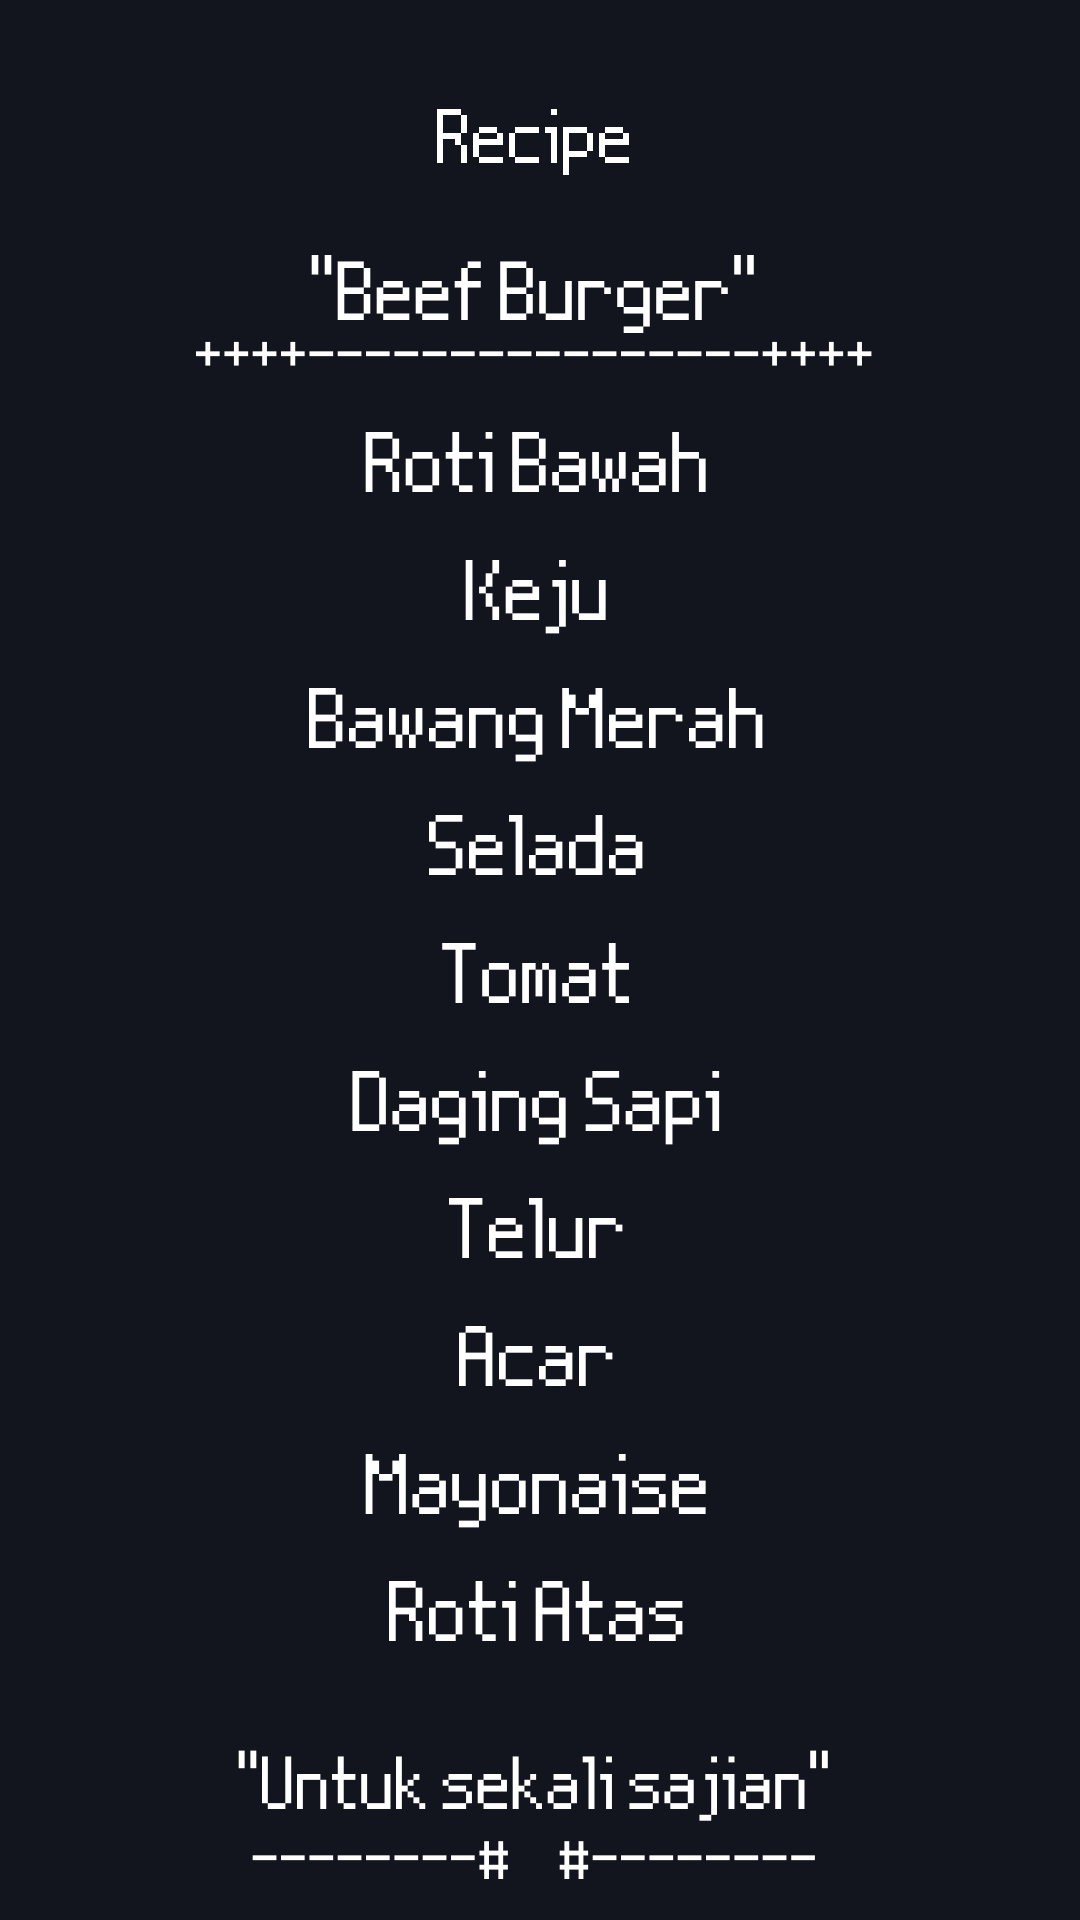 Recipe
"Beef Burger"
++++----------------++++
Roti Bawah
Keju
Bawang Merah
Selada
Tomat
Daging Sapi
Telur
Acar
Mayonaise
Roti Atas
"Untuk sekali sajian"
--------#  #--------